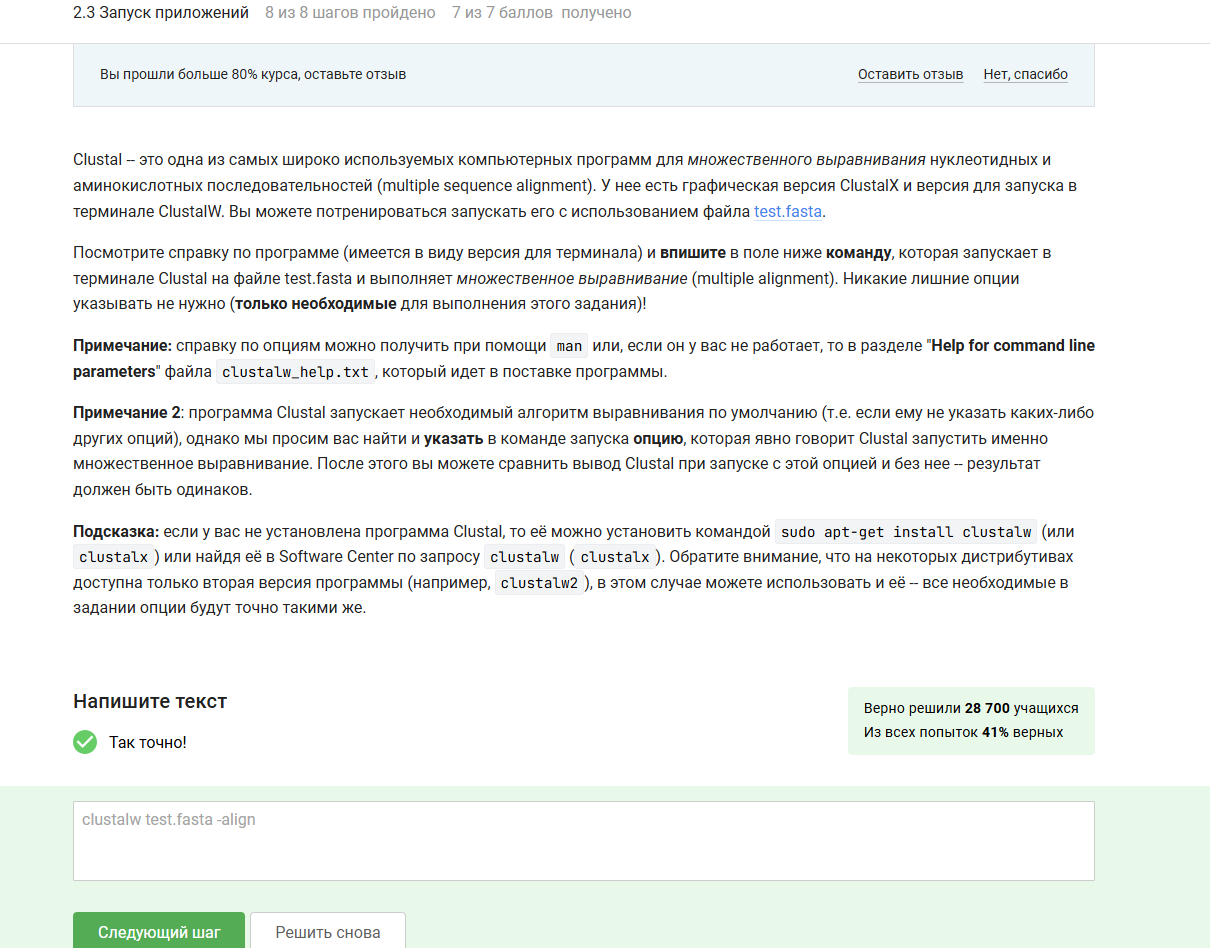 2.3 Запуск приложений 8 из 8 шагов пройдено 7 из 7 баллов получено
Вы прошли больше 80% курса, оставьте отзыв Оставить отзыв Нет, спасибо
Clustal -- это одна из самых широко используемых компьютерных программ для множественного выравнивания нуклеотидных и
аминокислотных последовательностей (multiple sequence alignment). У нее есть графическая версия ClustalX и версия для запуска в
терминале ClustalW. Вы можете потренироваться запускать его с использованием файла test.fasta.
Посмотрите справку по программе (имеется в виду версия для терминала) и впишите в поле ниже команду, которая запускает в
терминале Clustal на файле test.fasta и выполняет множественное выравнивание (multiple alignment). Никакие лишние опции
указывать не нужно (только необходимые для выполнения этого задания)!
Примечание: справку по опциям можно получить при помощи man или, если он у вас не работает, то в разделе "Help for command line
parameters" файла clustalw_help.txt , который идет в поставке программы.
Примечание 2: программа Clustal запускает необходимый алгоритм выравнивания по умолчанию (т.е. если ему не указать каких-либо
других опций), однако мы просим вас найти и указать в команде запуска опцию, которая явно говорит Clustal запустить именно
множественное выравнивание. После этого вы можете сравнить вывод Clustal при запуске с этой опцией и без нее -- результат
должен быть одинаков.
Подсказка: если у вас не установлена программа Clustal, то её можно установить командой sudo apt-get install clustalw (или
clustalx ) или найдя её в Software Center по запросу clustalw ( clustalx ). Обратите внимание, что на некоторых дистрибутивах
доступна только вторая версия программы (например, clustalw2 ), в этом случае можете использовать и её -- все необходимые в
задании опции будут точно такими же.
Напишите текст
Верно решили 28 700 учащихся
Из всех попыток 41% верных
Так точно!
clustalw test.fasta -align
Следующий шаг Решить снова